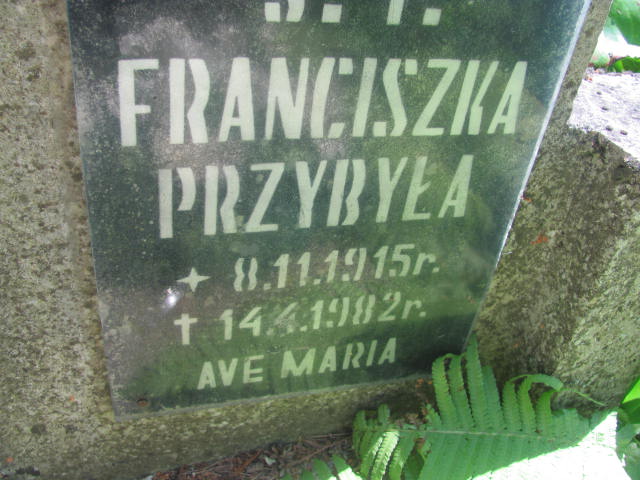 Ś. P.
FRANCISZKA
PRZYBYŁA
8.11.1915r.
✝ 14.4.1982r.
AVE MARIA